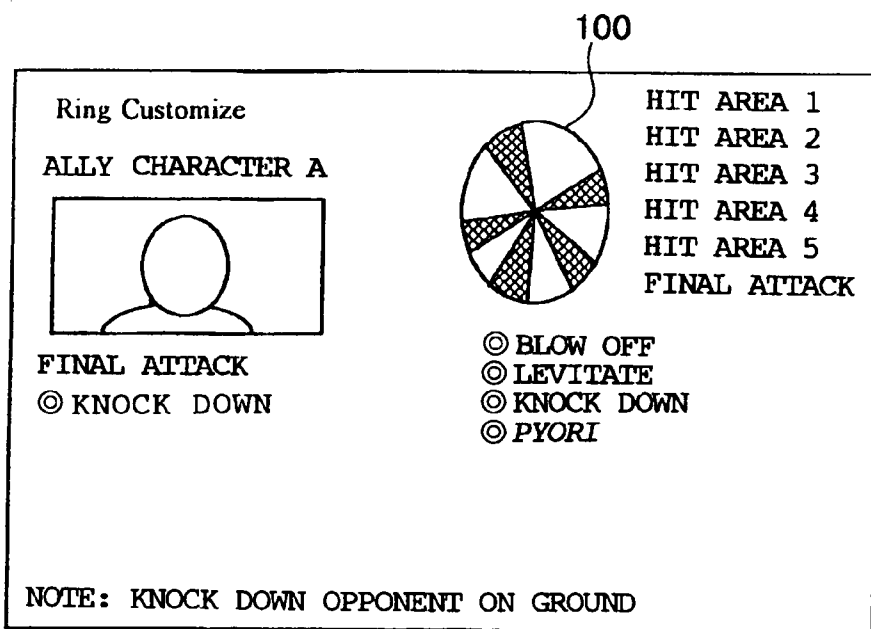 100
Ring Customize
ALLY CHARACTER A
FINAL ATTACK
◎ KNOCK DOWN
HIT AREA 1
HIT AREA 2
HIT AREA 3
HIT AREA 4
HIT AREA 5
FINAL ATTACK
◎ BLOW OFF
◎ LEVITATE
◎ KNOCK DOWN
◎ PYORI
NOTE: KNOCK DOWN OPPONENT ON GROUND